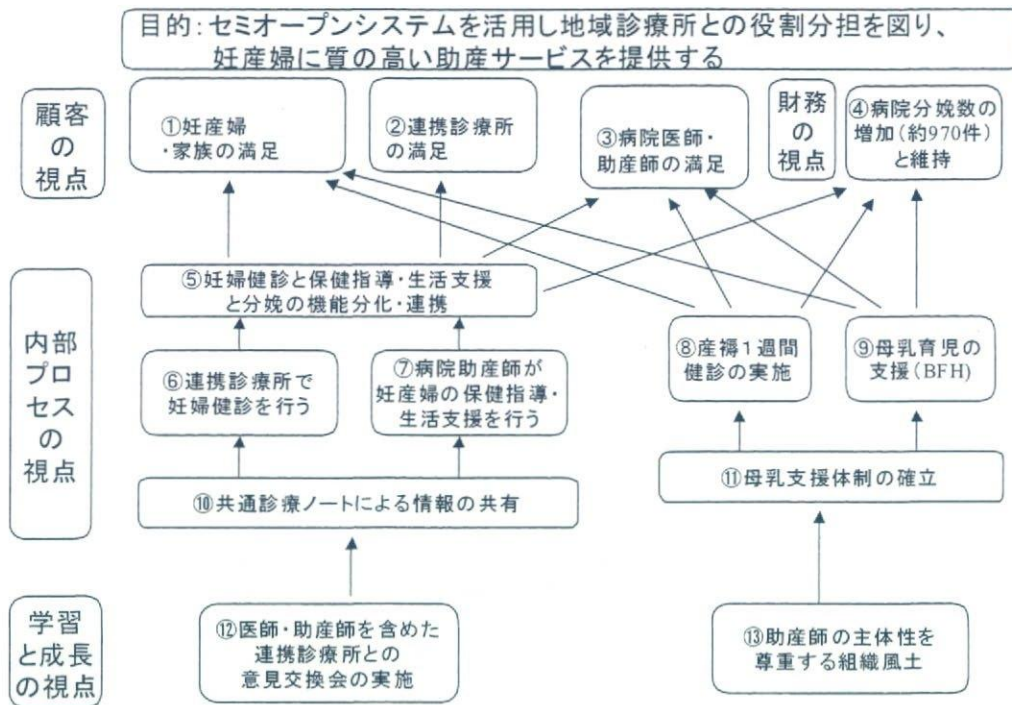 目的:セミオープンシステムを活用し地域診療所との役割分担を図り、
妊産婦に質の高い助産サービスを提供する
顧客
の
視点
①妊産婦
・家族の満足
②連携診療所
の満足
③病院医師・
助産師の満足
財務
の
視点
④病院分娩数の
増加(約970件)
と維持
内部
プロ
セス
の
視点
⑤妊婦健診と保健指導・生活支援
と分娩の機能分化・連携
⑥連携診療所で
妊婦健診を行う
⑦病院助産師が
妊産婦の保健指導・
生活支援を行う
⑧産褥1週間
健診の実施
⑨母乳育児の
支援(BFH)
⑩共通診療ノートによる情報の共有
⑪母乳支援体制の確立
学習
と成長
の視点
⑫医師・助産師を含めた
連携診療所との
意見交換会の実施
⑬助産師の主体性を
尊重する組織風土